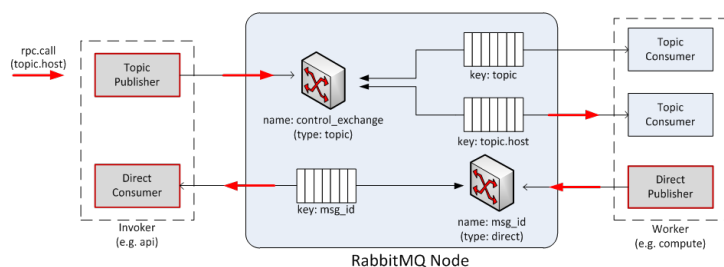 rpc.call
(topic.host)
Topic
Publisher
name: control_exchange
(type: topic)
key: topic
Topic
Consumer
key: topic.host
Topic
Consumer
Direct
Consumer
key: msg_id
name: msg_id
(type: direct)
Direct
Publisher
Invoker
(e.g. api)
Worker
(e.g. compute)
RabbitMQ Node